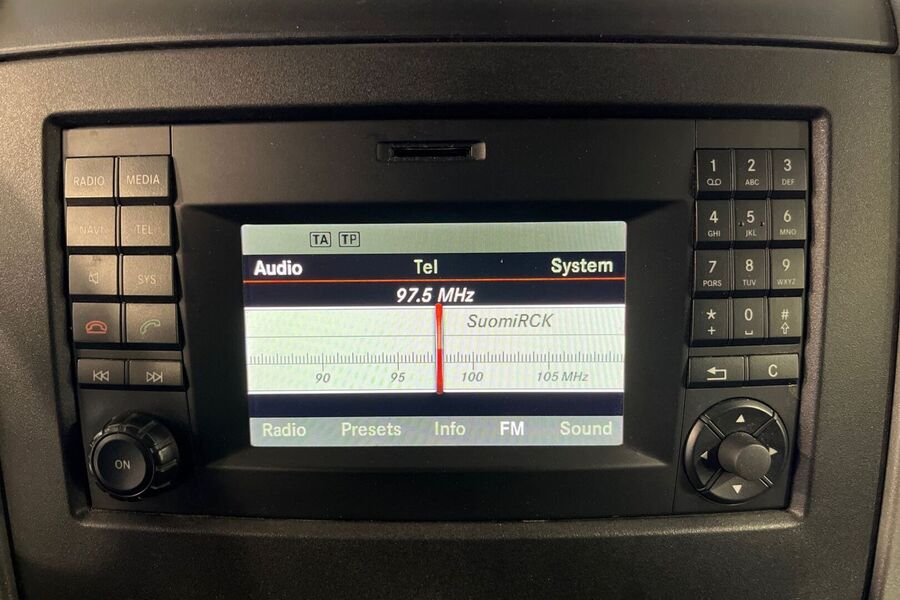 RADIO MEDIA
NAVI TEL
SYS
ON
TA TP
Audio Tel System
97.5 MHz
SuomiRCK
90 95 100 105 MHz
Radio Presets Info FM Sound
1 2 ABC 3 DEF
4 GHI 5 JKL 6 MNO
7 PQRS 8 TUV 9 WXYZ
* + 0 #
C